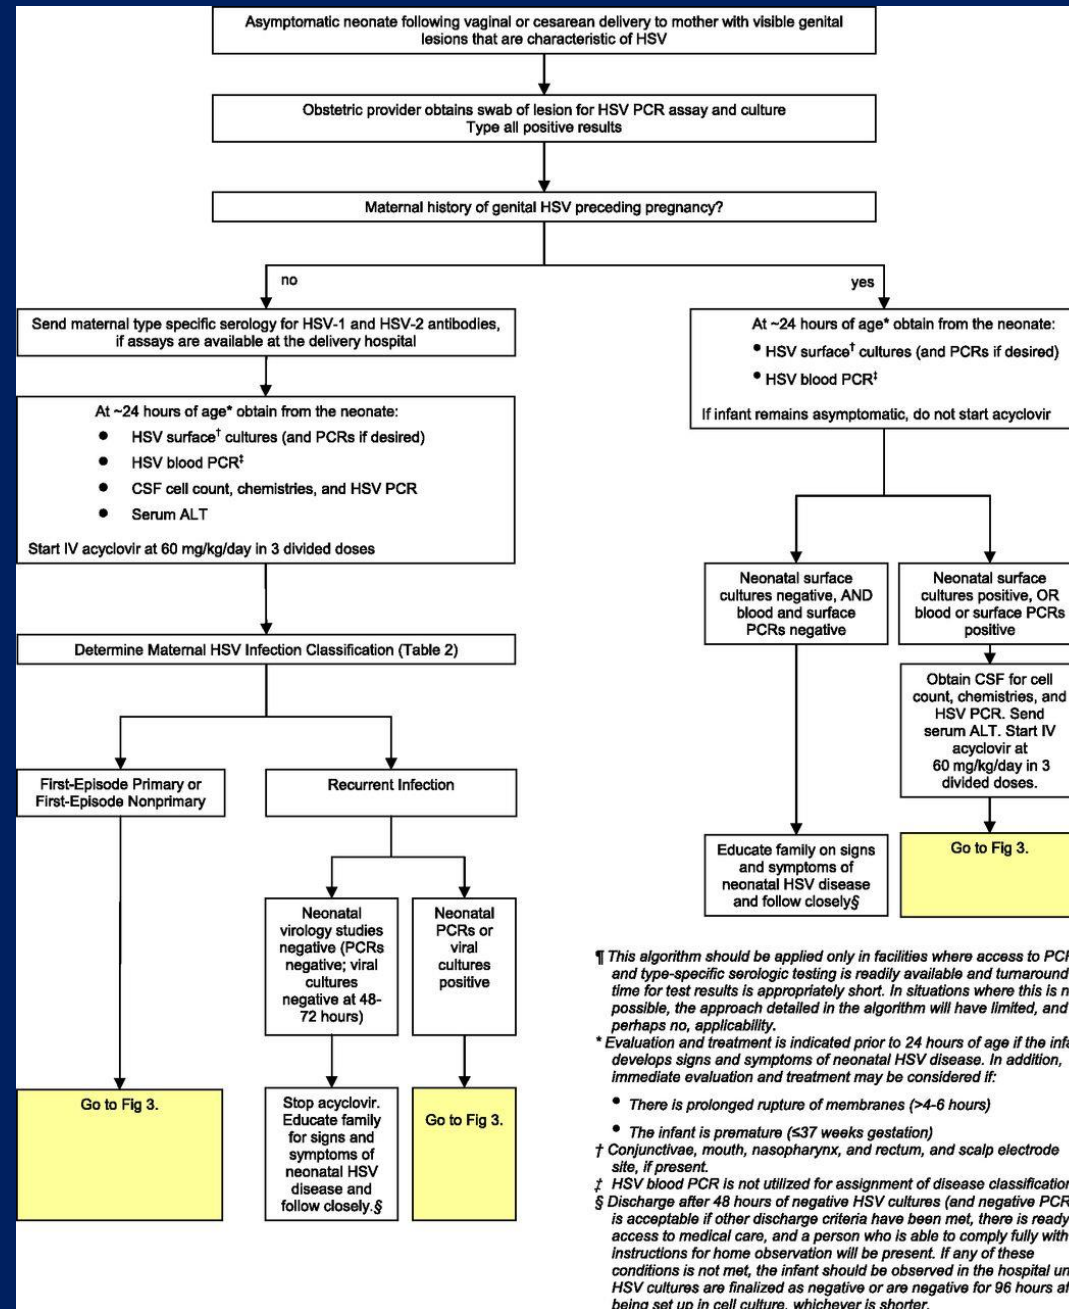 Asymptomatic neonate following vaginal or cesarean delivery to mother with visible genital
lesions that are characteristic of HSV
Obstetric provider obtains swab of lesion for HSV PCR assay and culture
Type all positive results
Maternal history of genital HSV preceding pregnancy?
no
yes
Send maternal type specific serology for HSV-1 and HSV-2 antibodies,
if assays are available at the delivery hospital
At ~24 hours of age* obtain from the neonate:
● HSV surface† cultures (and PCRs if desired)
● HSV blood PCR‡
● CSF cell count, chemistries, and HSV PCR
● Serum ALT
Start IV acyclovir at 60 mg/kg/day in 3 divided doses
At ~24 hours of age* obtain from the neonate:
● HSV surface† cultures (and PCRs if desired)
● HSV blood PCR‡
If infant remains asymptomatic, do not start acyclovir
Determine Maternal HSV Infection Classification (Table 2)
Neonatal surface
cultures negative, AND
blood and surface
PCRs negative
Neonatal surface
cultures positive, OR
blood or surface PCRs
positive
Obtain CSF for cell
count, chemistries, and
HSV PCR. Send
serum ALT. Start IV
acyclovir at
60 mg/kg/day in 3
divided doses.
First-Episode Primary or
First-Episode Nonprimary
Recurrent Infection
Educate family on signs
and symptoms of
neonatal HSV disease
and follow closely§
Go to Fig 3.
Neonatal
virology studies
negative (PCRs
negative; viral
cultures
negative at 48-
72 hours)
Neonatal
PCRs or
viral
cultures
positive
Go to Fig 3.
Stop acyclovir.
Educate family
for signs and
symptoms of
neonatal HSV
disease and
follow closely.§
Go to Fig 3.
¶ This algorithm should be applied only in facilities where access to PCR
and type-specific serologic testing is readily available and turnaround
time for test results is appropriately short. In situations where this is n
possible, the approach detailed in the algorithm will have limited, and
perhaps no, applicability.
* Evaluation and treatment is indicated prior to 24 hours of age if the infa
develops signs and symptoms of neonatal HSV disease. In addition,
immediate evaluation and treatment may be considered if:
● There is prolonged rupture of membranes (>4-6 hours)
● The infant is premature (≤37 weeks gestation)
† Conjunctivae, mouth, nasopharynx, and rectum, and scalp electrode
site, if present.
‡ HSV blood PCR is not utilized for assignment of disease classification
§ Discharge after 48 hours of negative HSV cultures (and negative PCR
is acceptable if other discharge criteria have been met, there is ready
access to medical care, and a person who is able to comply fully with
instructions for home observation will be present. If any of these
conditions is not met, the infant should be observed in the hospital un
HSV cultures are finalized as negative or are negative for 96 hours af
being set up in cell culture, whichever is shorter.